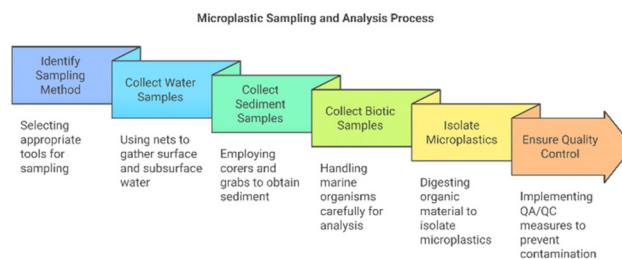 Microplastic Sampling and Analysis Process
Identify
Sampling
Method
Selecting
appropriate
tools for
sampling
Collect Water
Samples
Using nets to
gather surface
and subsurface
water
Collect
Sediment
Samples
Employing
corers and
grabs to obtain
sediment
Collect Biotic
Samples
Handling
marine
organisms
carefully for
analysis
Isolate
Microplastics
Digesting
organic
material to
isolate
microplastics
Ensure Quality
Control
Implementing
QA/QC
measures to
prevent
contamination